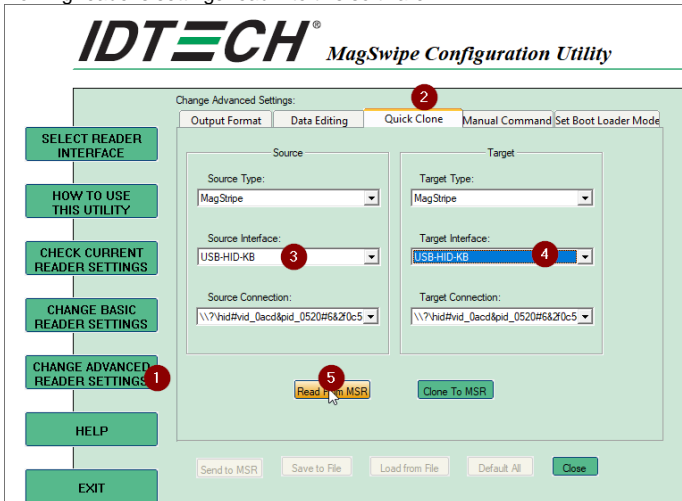 IDTECH®
MagSwipe Configuration Utility
Change Advanced Settings:
2
Output Format
Data Editing
Quick Clone
Manual Command
Set Boot Loader Mode
SELECT READER
INTERFACE
HOW TO USE
THIS UTILITY
CHECK CURRENT
READER SETTINGS
CHANGE BASIC
READER SETTINGS
CHANGE ADVANCED
READER SETTINGS
1
HELP
EXIT
Source
Source Type:
MagStripe
Source Interface:
USB-HID-KB
3
Source Connection:
\\?\hid#vid_0acd&pid_0520#6&2f0c5
Target
Target Type:
MagStripe
Target Interface:
USB-HID-KB
4
Target Connection:
\\?\hid#vid_0acd&pid_0520#6&2f0c5
5
Read From MSR
Clone To MSR
Send to MSR
Save to File
Load from File
Default All
Close